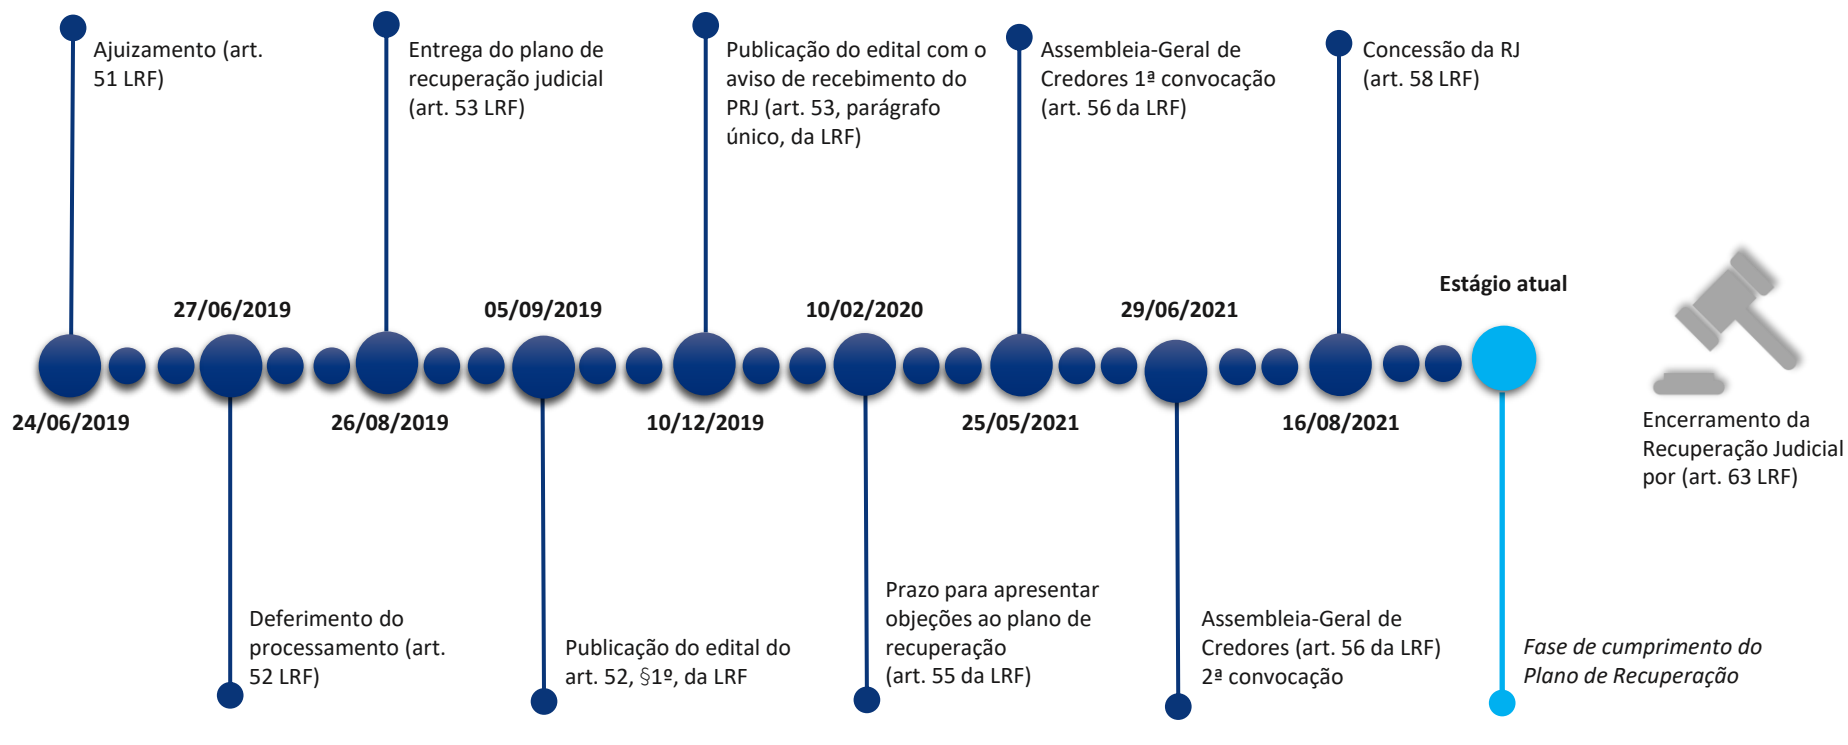 Ajuizamento (art.
51 LRF)
Entrega do plano de
recuperação judicial
(art. 53 LRF)
Publicação do edital com o
aviso de recebimento do
PRJ (art. 53, parágrafo
único, da LRF)
Assembleia-Geral de
Credores 1ª convocação
(art. 56 da LRF)
Concessão da RJ
(art. 58 LRF)
27/06/2019
05/09/2019
10/02/2020
29/06/2021
Estágio atual
24/06/2019
26/08/2019
10/12/2019
25/05/2021
16/08/2021
Encerramento da
Recuperação Judicial
por (art. 63 LRF)
Deferimento do
processamento (art.
52 LRF)
Publicação do edital do
art. 52, §1º, da LRF
Prazo para apresentar
objeções ao plano de
recuperação
(art. 55 da LRF)
Assembleia-Geral de
Credores (art. 56 da LRF)
2ª convocação
Fase de cumprimento do
Plano de Recuperação